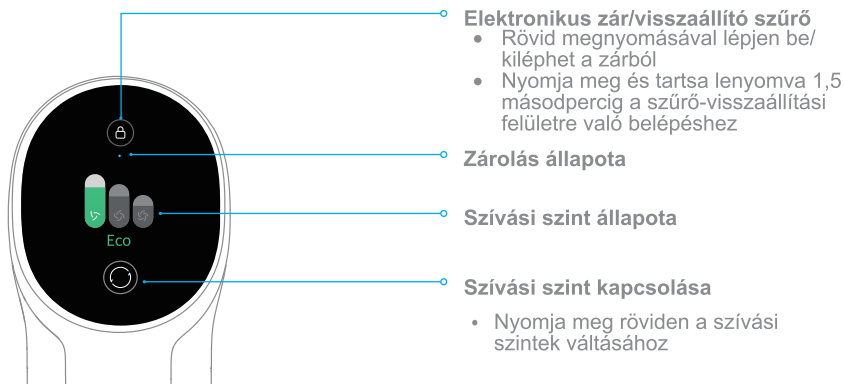 Elektronikus zár/visszaállító szűrő
• Rövid megnyomásával lépjen be/
kiléphet a zárból
• Nyomja meg és tartsa lenyomva 1,5
másodpercig a szűrő-visszaállítási
felületre való belépéshez
Zárolás állapota
Szívási szint állapota
Eco
Szívási szint kapcsolása
• Nyomja meg röviden a szívási
szintek váltásához